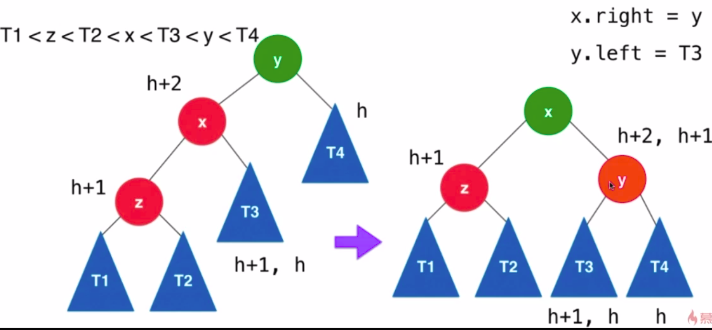 x.right = y
T1 < z < T2 < x < T3 < y < T4
y.left = T3
y
h+2
h
x
x
T4
h+2, h+1
h+1
h+1
z
z
y
T3
T1
T2
T1
T2
T3
T4
h+1, h
h+1, h
h